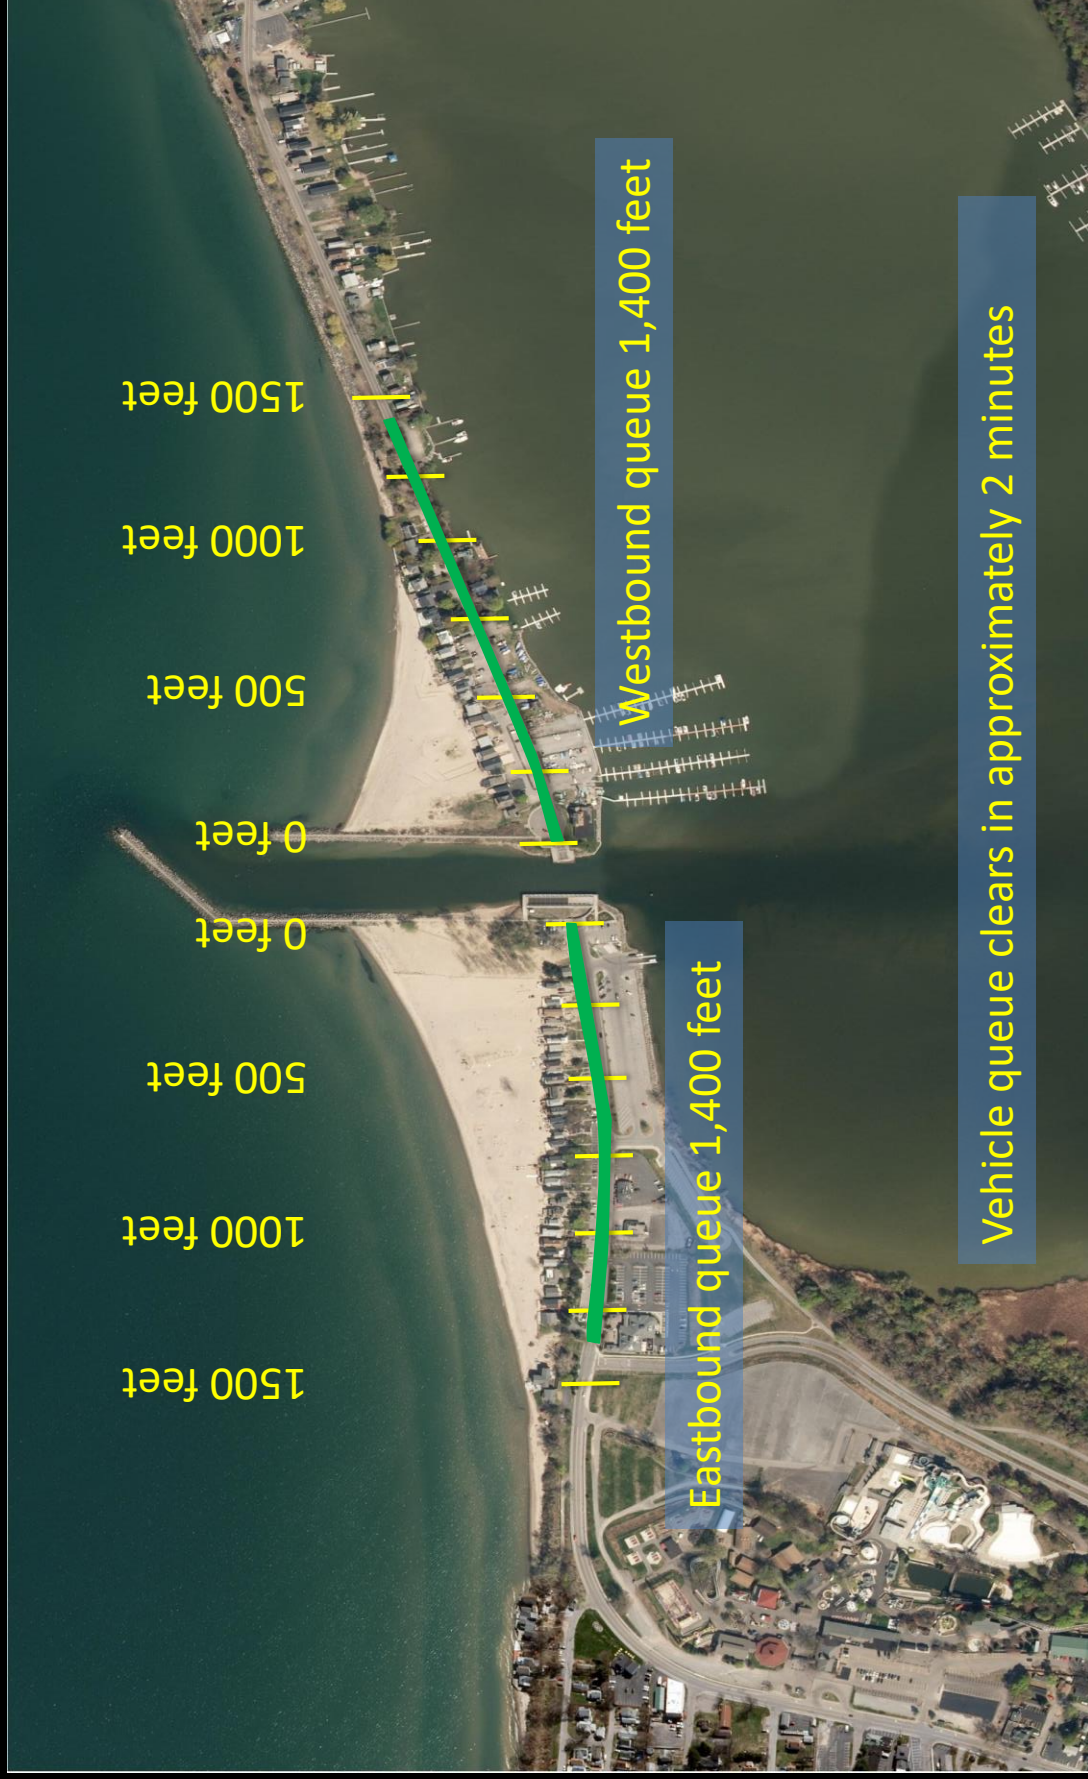 1500 feet
1000 feet
500 feet
0 feet
0 feet
500 feet
1000 feet
1500 feet
Eastbound queue 1,400 feet
Westbound queue 1,400 feet
Vehicle queue clears in approximately 2 minutes